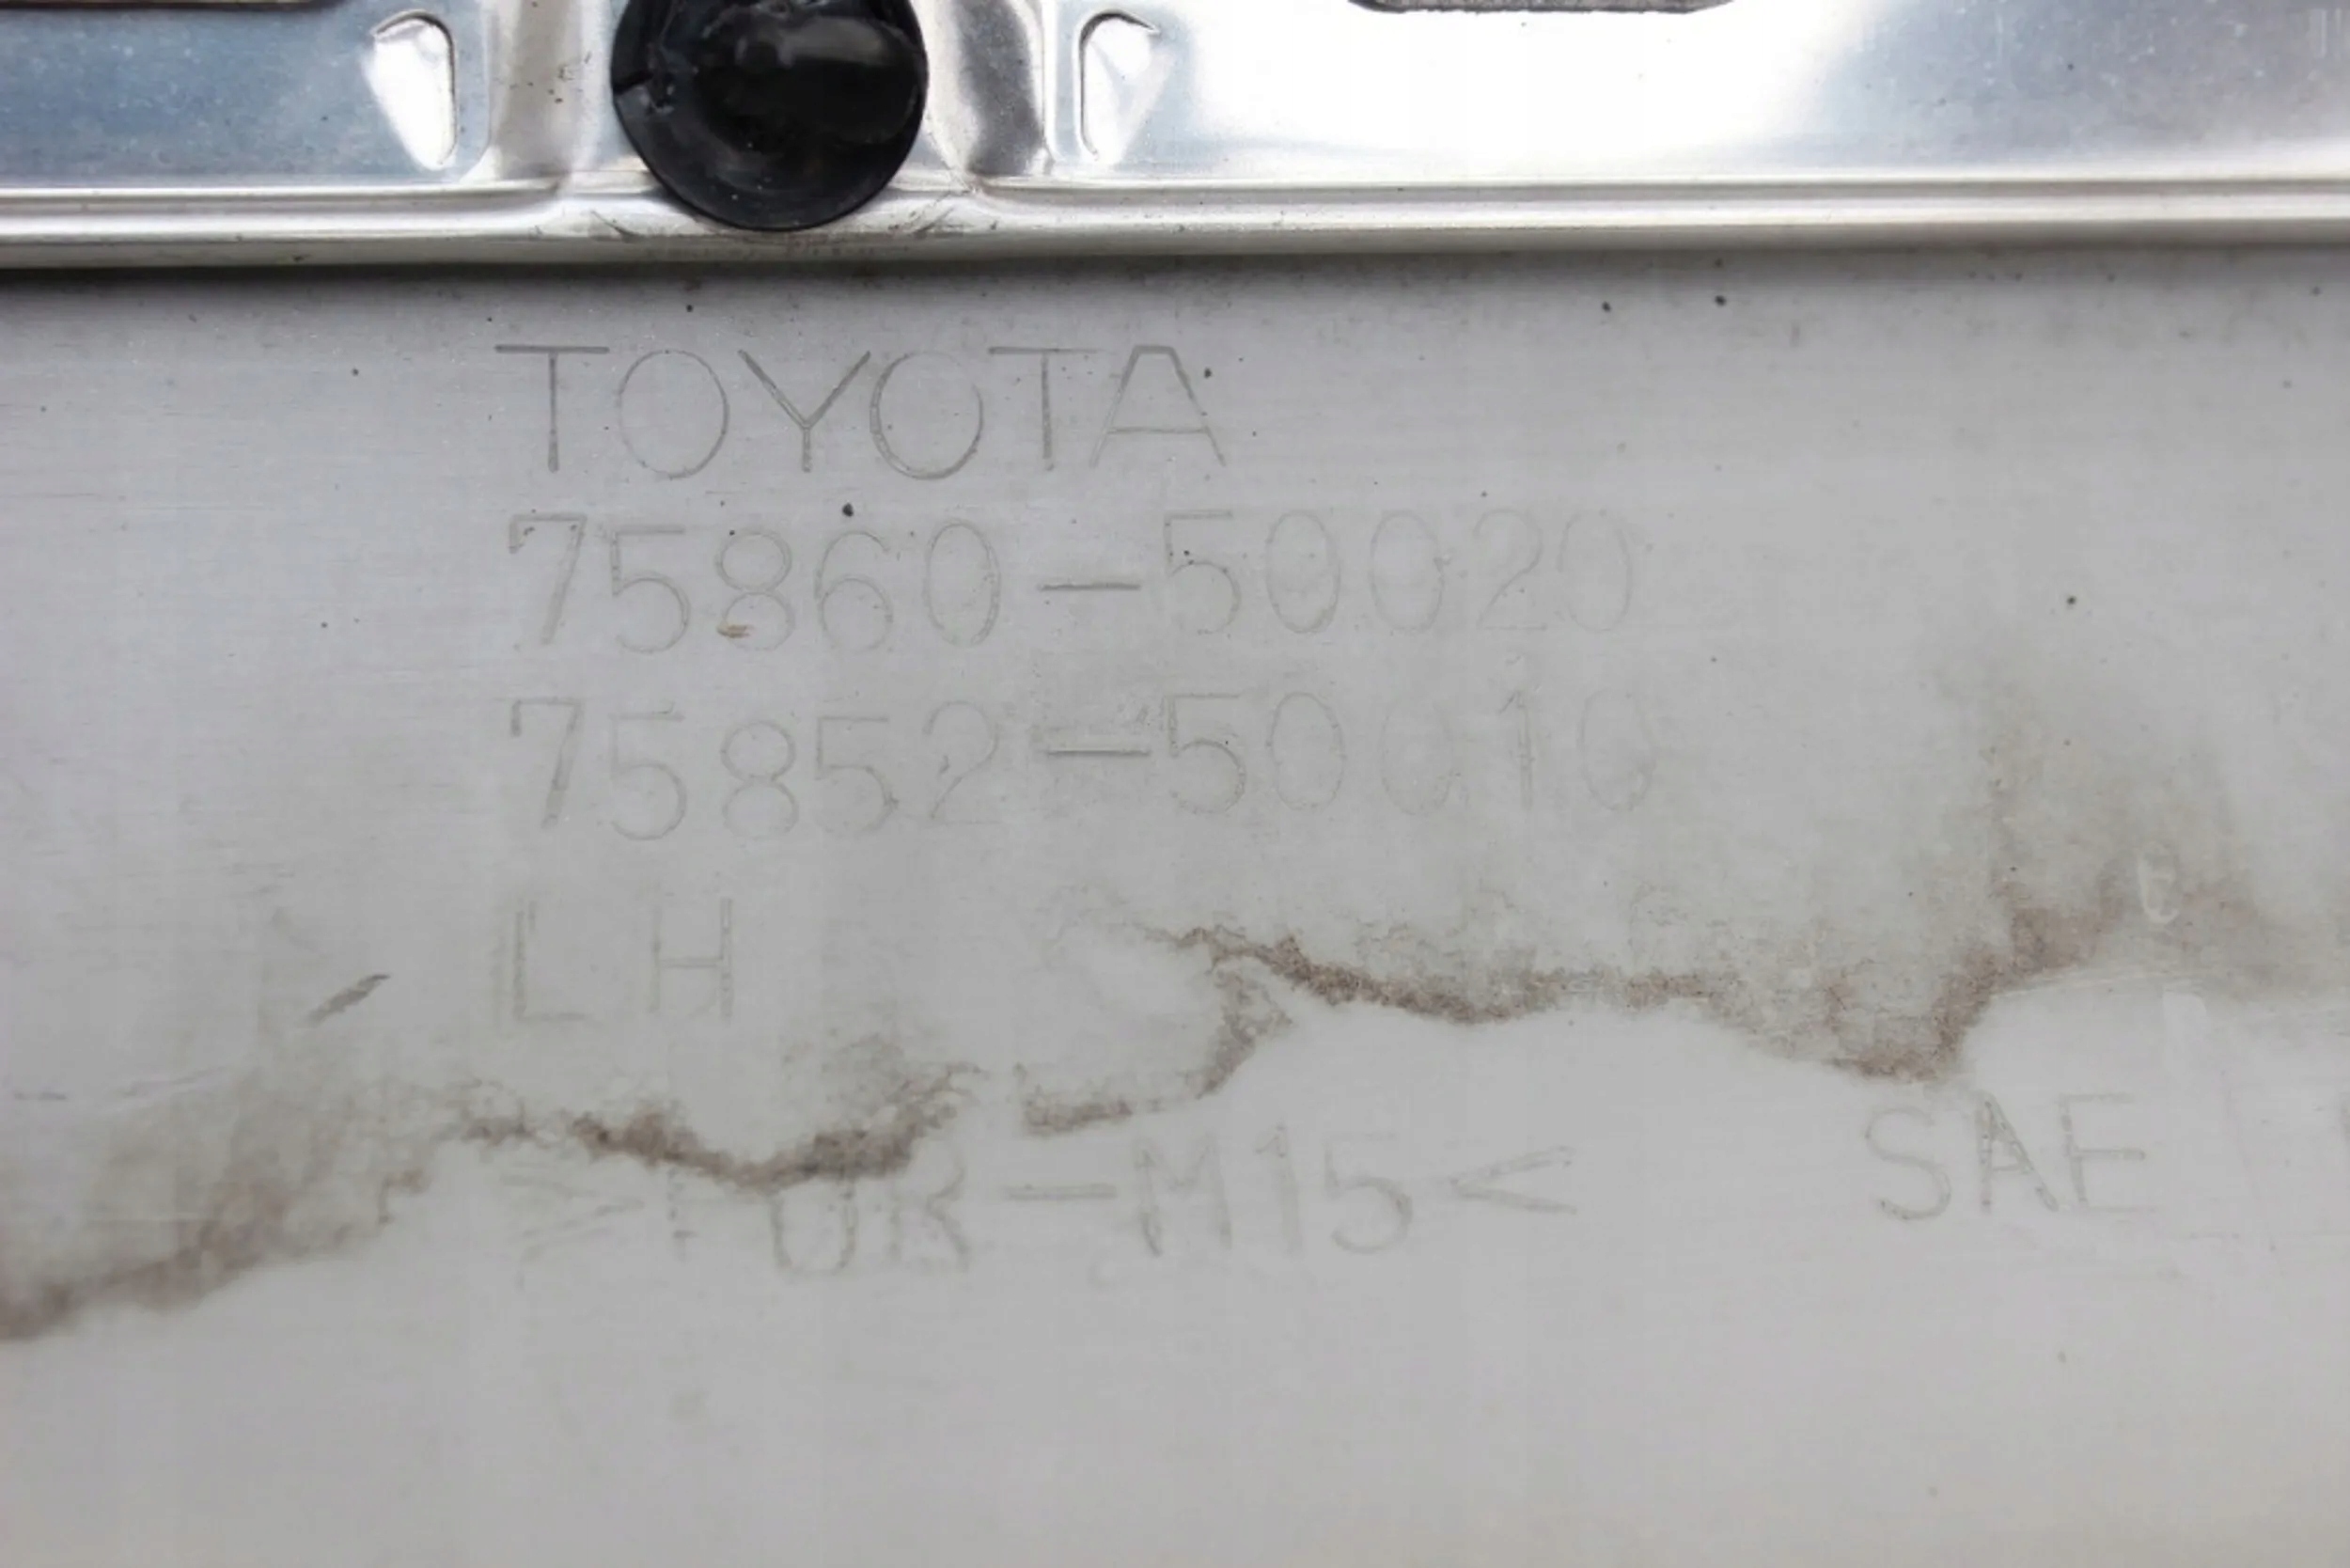 TOYOTA
75860-50020
75852-50010
LH
>PUR-M15<
SAE